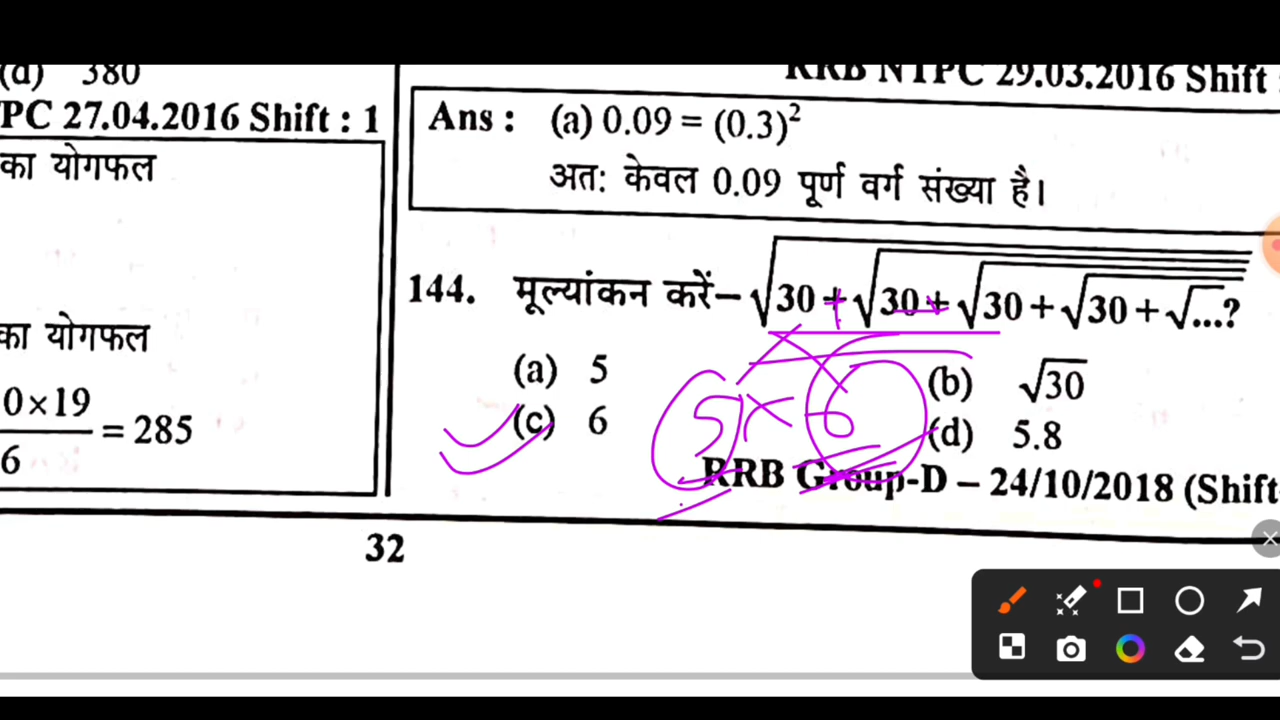 (d) 380
PC 27.04.2016 Shift : 1
का योगफल
का योगफल
0×19
6
= 285
RRB NTPC 29.03.2016 Shift
Ans : (a) 0.09 = (0.3)²
अत: केवल 0.09 पूर्ण वर्ग संख्या है।
144. मूल्यांकन करें– √30 + √30 + √30 + √30 + √...?
(a) 5
(b) √30
(c) 6
(d) 5.8
5 × 6
RRB Group-D – 24/10/2018 (Shift-
32